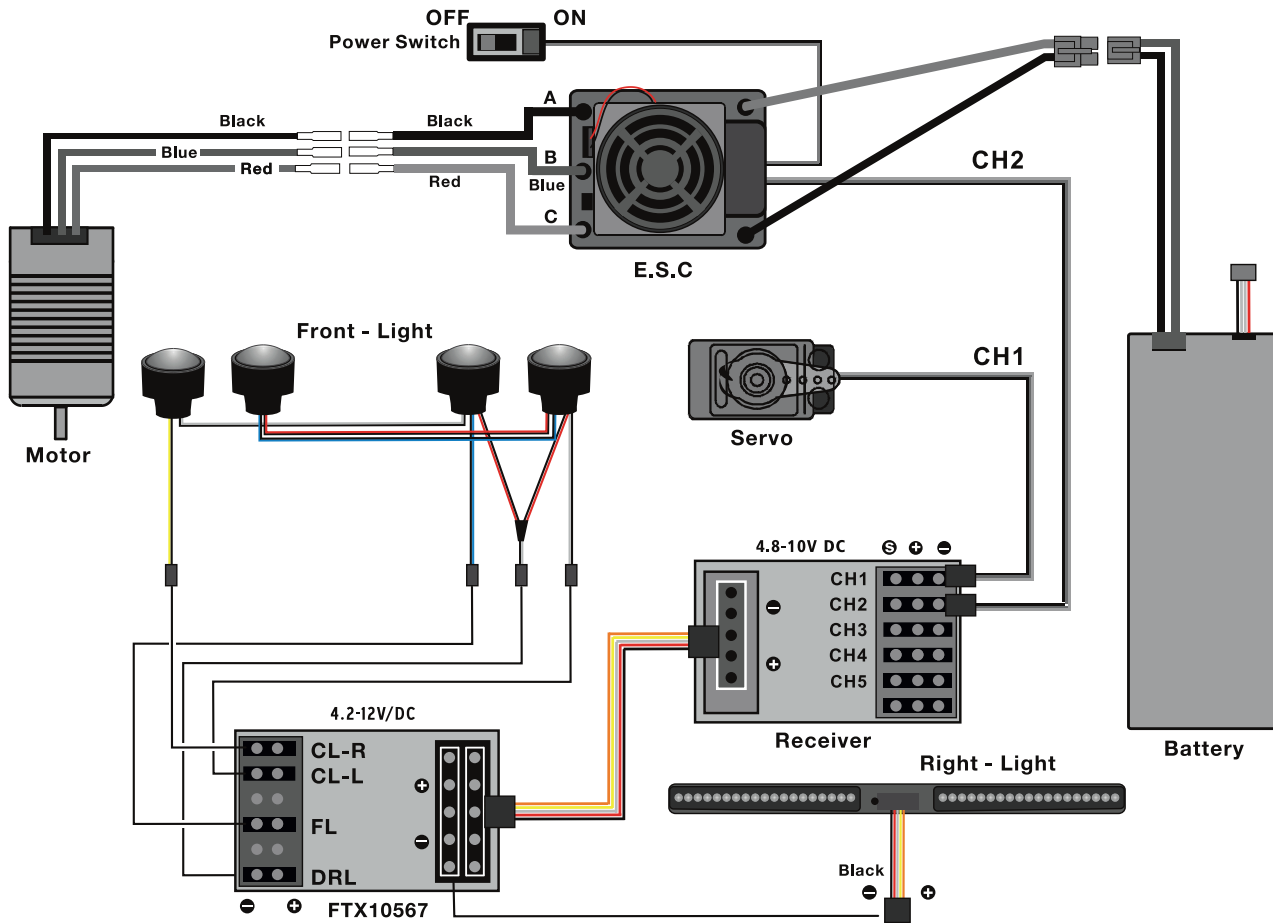 OFF ON
Power Switch
A
Black
Black
B
Blue
Blue
Red
Red
C
CH2
E.S.C
Front - Light
CH1
Motor
Servo
4.8-10V DC
S + −
CH1
CH2
CH3
CH4
CH5
−
+
Receiver
Battery
4.2-12V/DC
CL-R
CL-L
FL
DRL
+
−
− +
FTX10567
Right - Light
Black
− +